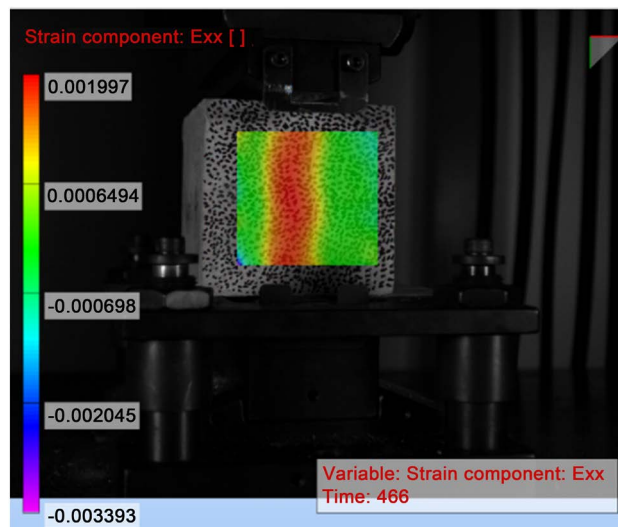 Strain component: Exx [ ]
0.001997
0.0006494
-0.000698
-0.002045
-0.003393
Variable: Strain component: Exx
Time: 466